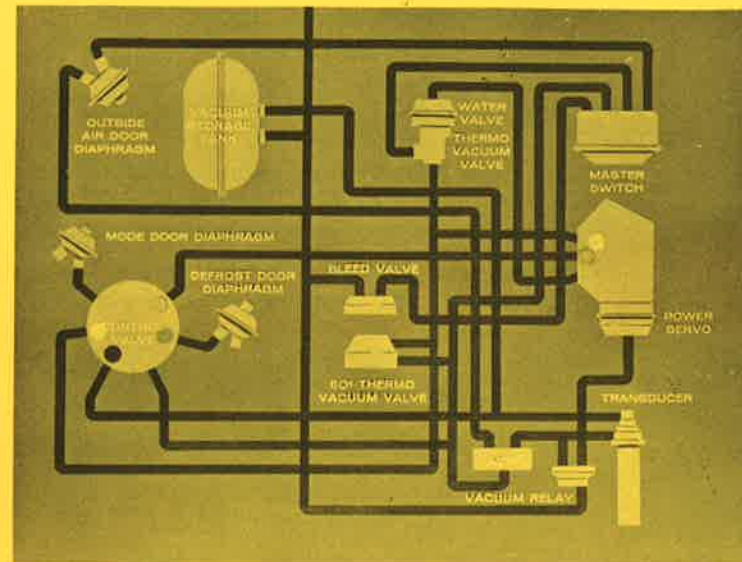 OUTSIDE
AIR DOOR
DIAPHRAGM
VACUUM
STORAGE
TANK
WATER
VALVE
THERMO
VACUUM
VALVE
MASTER
SWITCH
MODE DOOR DIAPHRAGM
DEFROST DOOR
DIAPHRAGM
BLEED VALVE
CONTROL
VALVE
POWER
SERVO
THERMO
VACUUM VALVE
TRANSDUCER
VACUUM RELAY